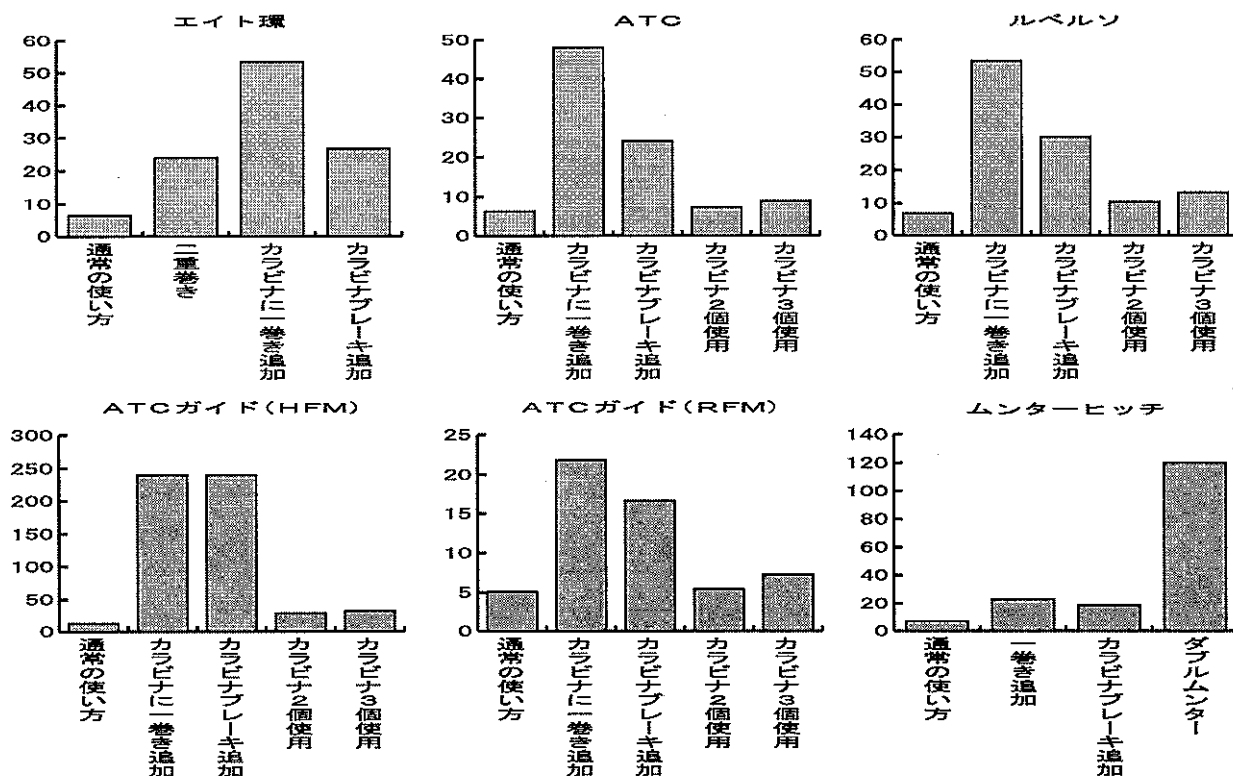 エイト環
60
50
40
30
20
10
0
通常の使い方
二重巻き
カラビナに一巻き追加
カラビナブレーキ追加
ATC
50
40
30
20
10
0
通常の使い方
カラビナに一巻き追加
カラビナブレーキ追加
カラビナ2個使用
カラビナ3個使用
ルベルソ
60
50
40
30
20
10
0
通常の使い方
カラビナに一巻き追加
カラビナブレーキ追加
カラビナ2個使用
カラビナ3個使用
ATCガイド(HFM)
300
250
200
150
100
50
0
通常の使い方
カラビナに一巻き追加
カラビナブレーキ追加
カラビナ2個使用
カラビナ3個使用
ATCガイド(RFM)
25
20
15
10
5
0
通常の使い方
カラビナに一巻き追加
カラビナブレーキ追加
カラビナ2個使用
カラビナ3個使用
ムンターヒッチ
140
120
100
80
60
40
20
0
通常の使い方
一巻き追加
カラビナブレーキ追加
ダブルムンター